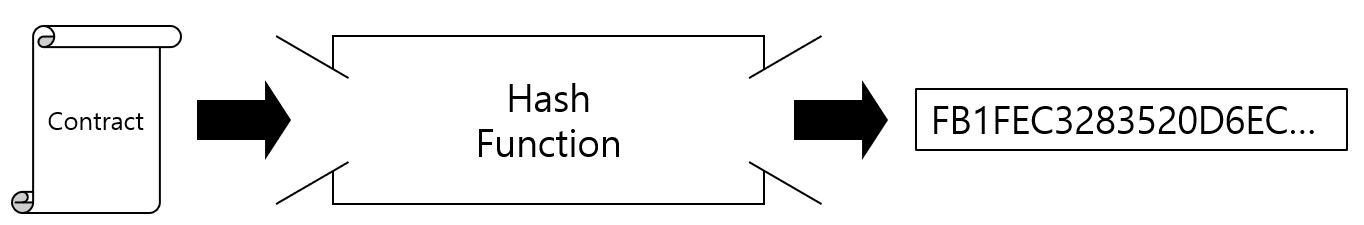 Contract
Hash
Function
FB1FEC3283520D6EC...